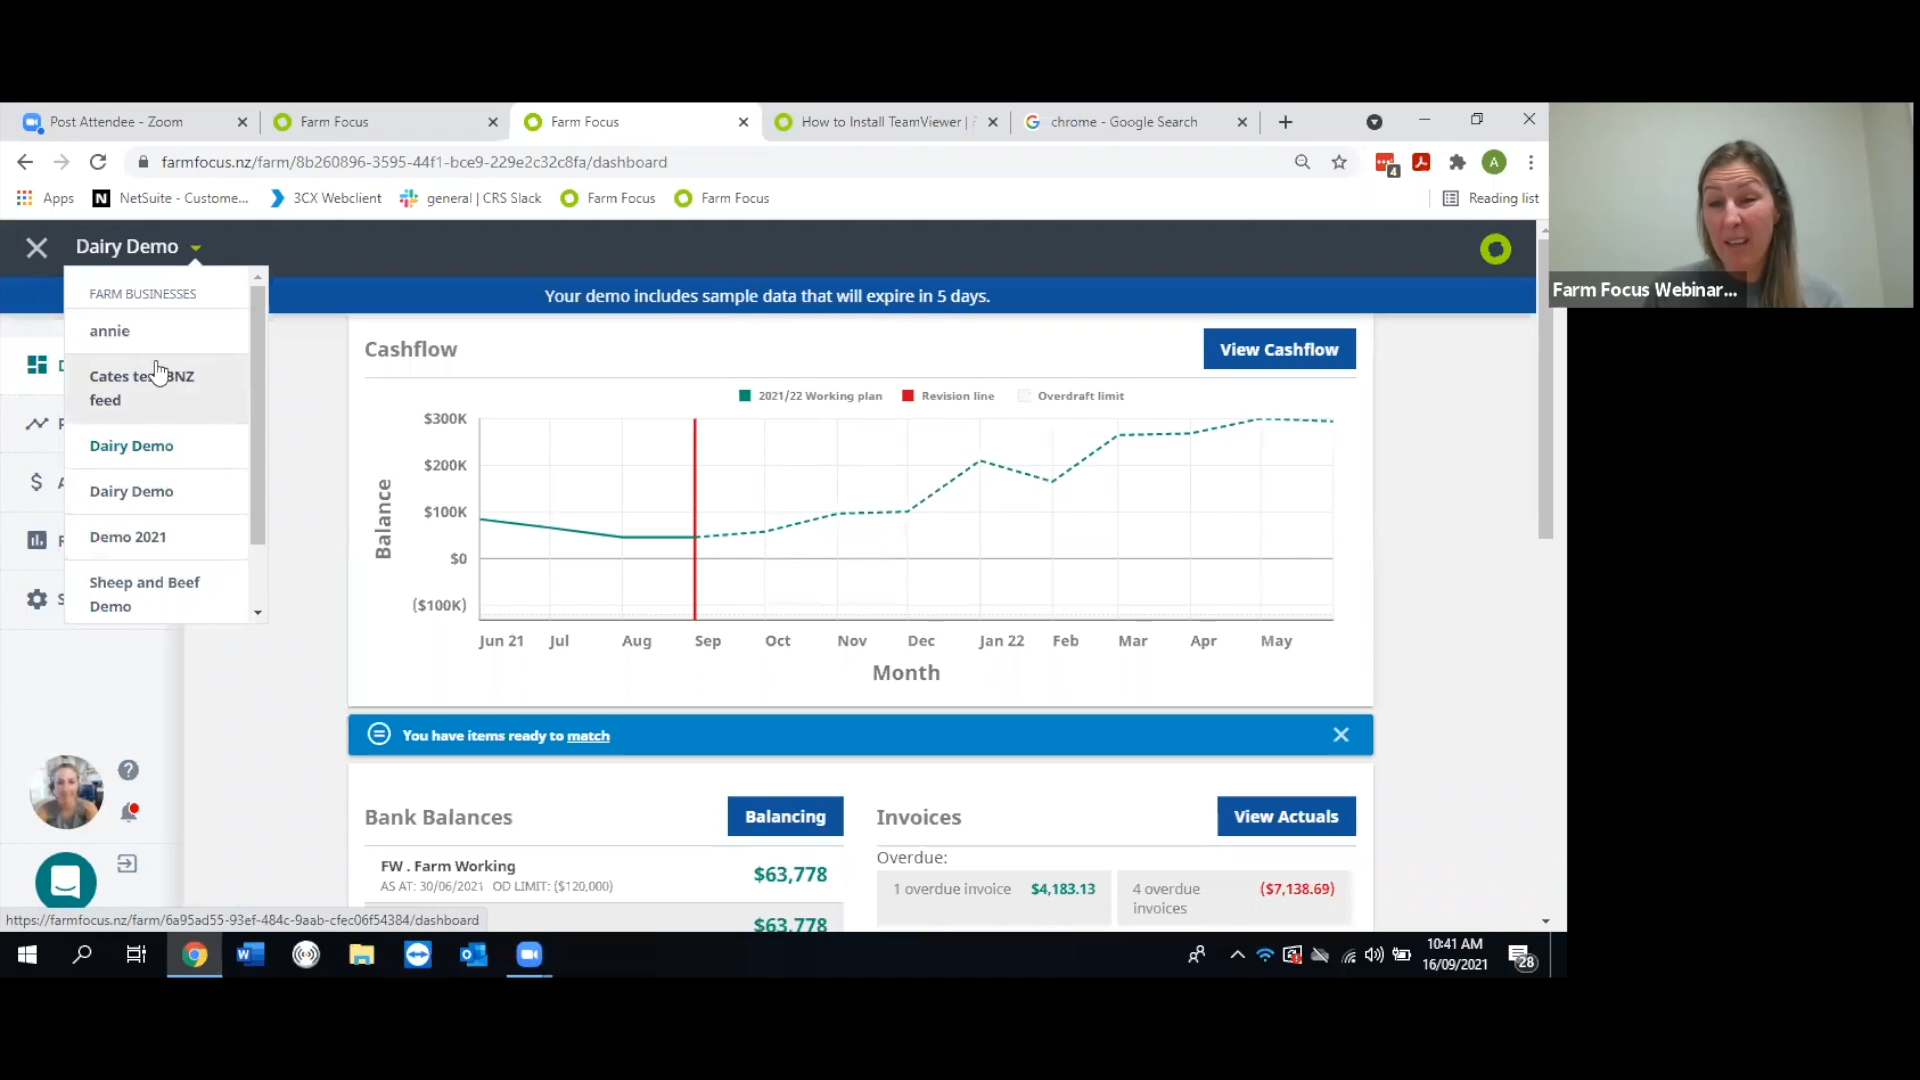 Post Attendee - Zoom
Farm Focus
Farm Focus
How to Install TeamViewer |
chrome - Google Search
farmfocus.nz/farm/8b260896-3595-44f1-bce9-229e2c32c8fa/dashboard
4
A
Apps
N
NetSuite - Custome...
3CX Webclient
general | CRS Slack
Farm Focus
Farm Focus
Reading list
Dairy Demo
Your demo includes sample data that will expire in 5 days.
FARM BUSINESSES
annie
Cates test BNZ
feed
Dairy Demo
Dairy Demo
Demo 2021
Sheep and Beef
Demo
Cashflow
View Cashflow
2021/22 Working plan
Revision line
Overdraft limit
$300K
$200K
$100K
$0
($100K)
Balance
Jun 21 Jul Aug Sep Oct Nov Dec Jan 22 Feb Mar Apr May
Month
You have items ready to match
Bank Balances
Balancing
FW . Farm Working
AS AT: 30/06/2021 OD LIMIT: ($120,000)
$63,778
$63,778
Invoices
View Actuals
Overdue:
1 overdue invoice $4,183.13
4 overdue
invoices
($7,138.69)
https://farmfocus.nz/farm/6a95ad55-93ef-484c-9aab-cfec06f54384/dashboard
10:41 AM
16/09/2021
28
Farm Focus Webinar...